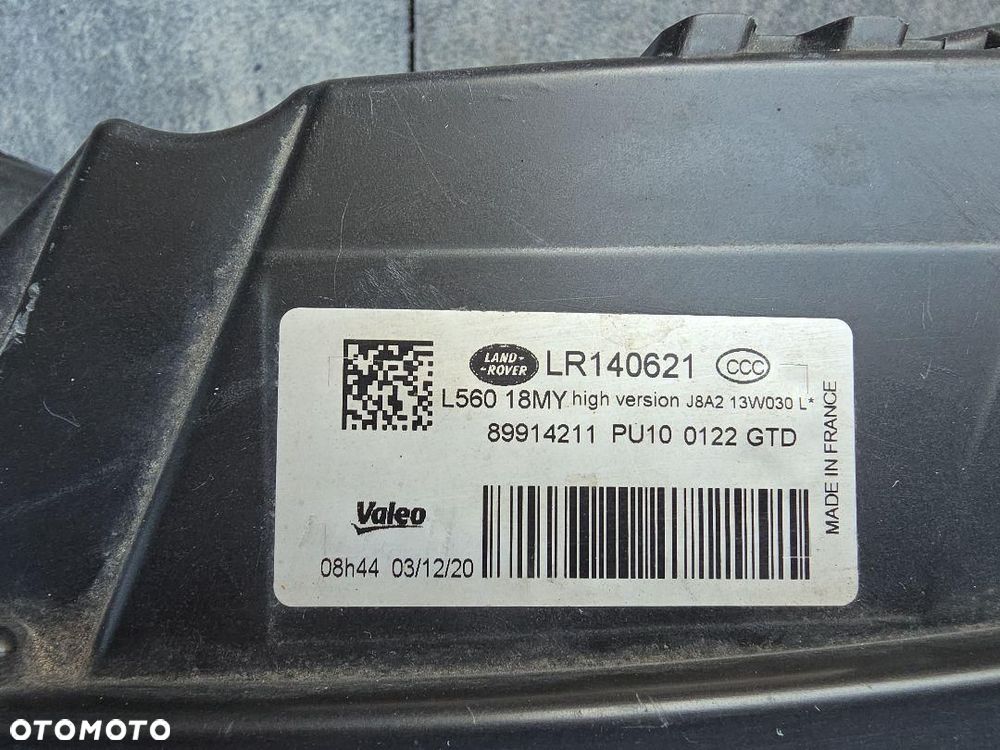 LAND-
-ROVER
LR140621
CCC
L560 18MY high version J8A2 13W030 L*
89914211 PU10 0122 GTD
MADE IN FRANCE
Valeo
08h44 03/12/20
OTOMOTO